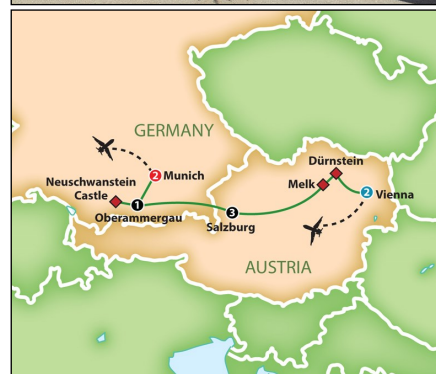 GERMANY
2 Munich
Neuschwanstein
Castle
1
Oberammergau
Dürnstein
Melk
2 Vienna
3
Salzburg
AUSTRIA